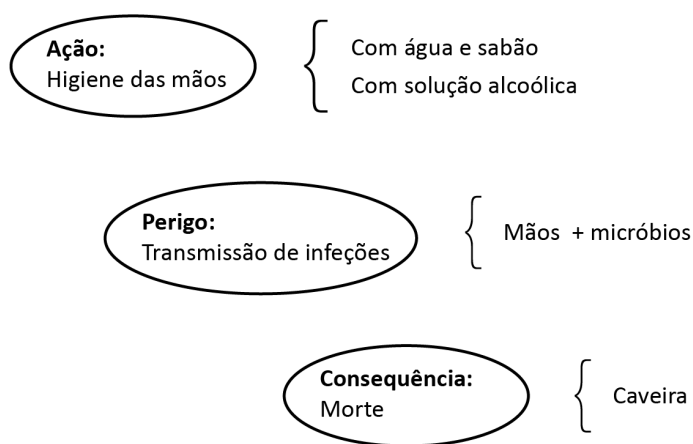 Ação:
Higiene das mãos
Com água e sabão
Com solução alcoólica
Perigo:
Transmissão de infeções
Mãos + micróbios
Consequência:
Morte
Caveira